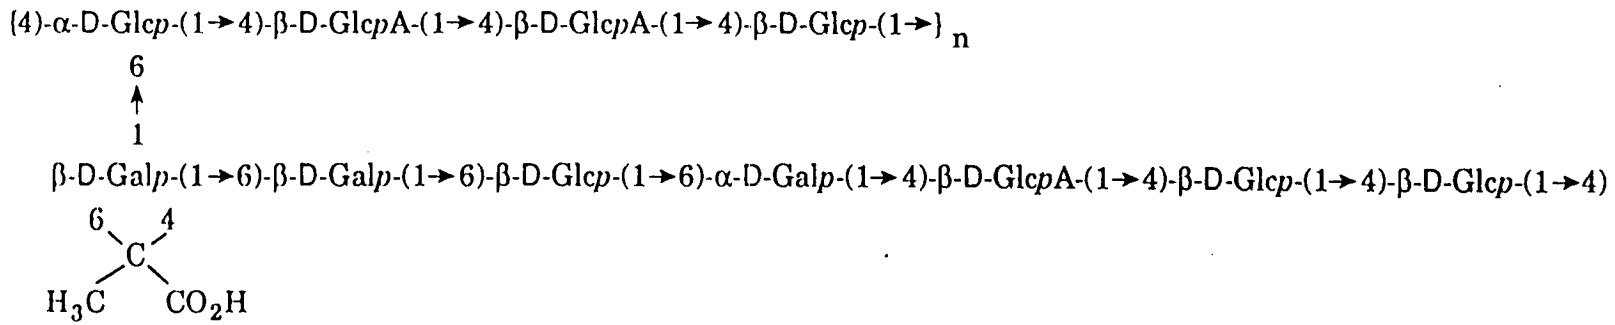 {4)-α-D-Glcp-(1→4)-β-D-GlcpA-(1→4)-β-D-GlcpA-(1→4)-β-D-Glcp-(1→}n
6
↑
1
β-D-Galp-(1→6)-β-D-Galp-(1→6)-β-D-Glcp-(1→6)-α-D-Galp-(1→4)-β-D-GlcpA-(1→4)-β-D-Glcp-(1→4)-β-D-Glcp-(1→4)
6 4
C
H3C CO2H